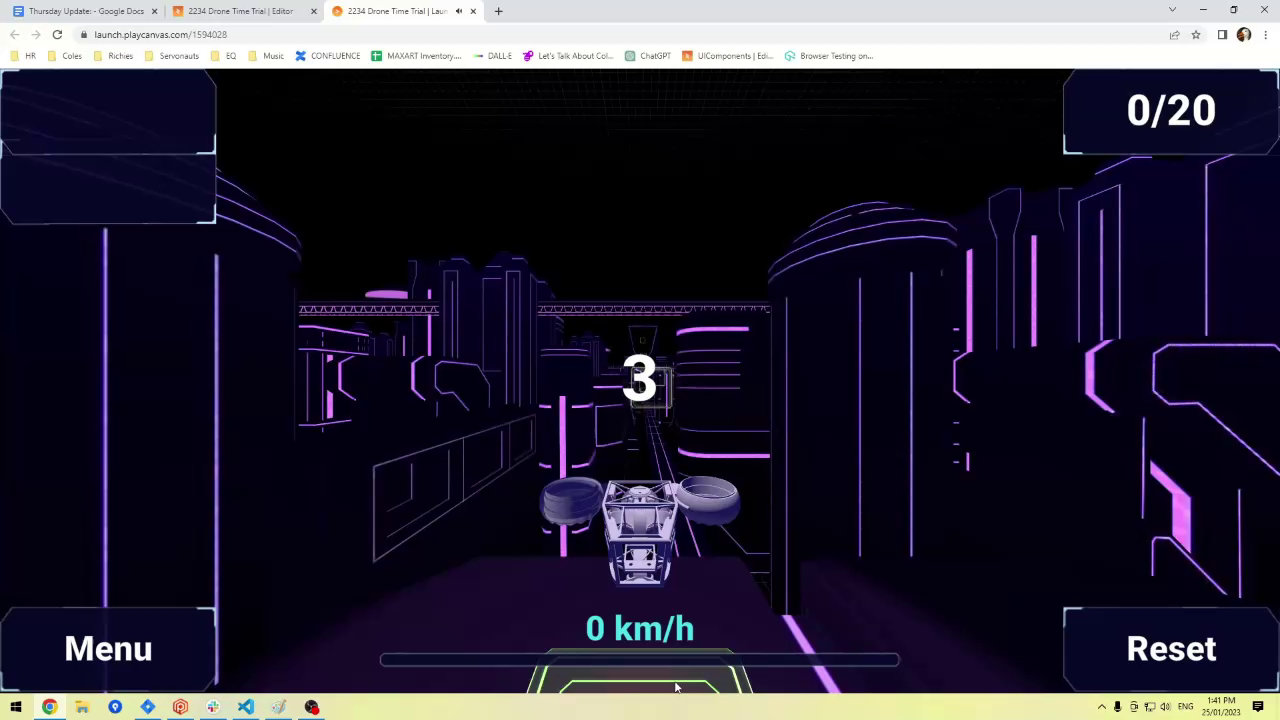 Thursday Update: - Google Docs
2234 Drone Time Trial | Editor
2234 Drone Time Trial | Laun
launch.playcanvas.com/1594028
HR
Coles
Richies
Servonauts
EQ
Music
CONFLUENCE
MAXART Inventory,...
DALL·E
Let's Talk About Col...
ChatGPT
UIComponents | Edi...
Browser Testing on...
0/20
3
0 km/h
Menu
Reset
ENG
1:41 PM
25/01/2023